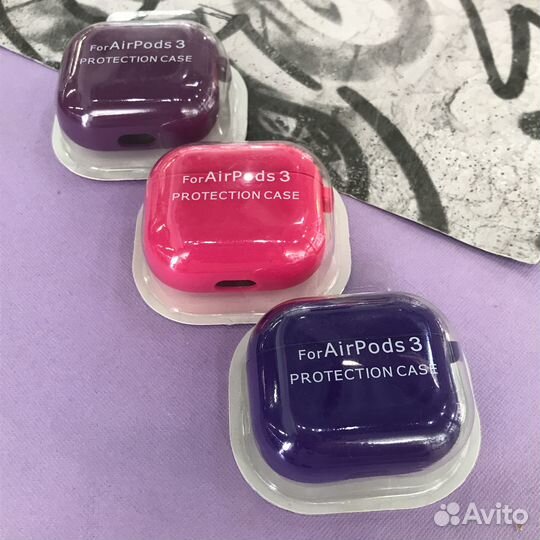 For AirPods 3
PROTECTION CASE
For AirPods 3
PROTECTION CASE
For AirPods 3
PROTECTION CASE
Avito